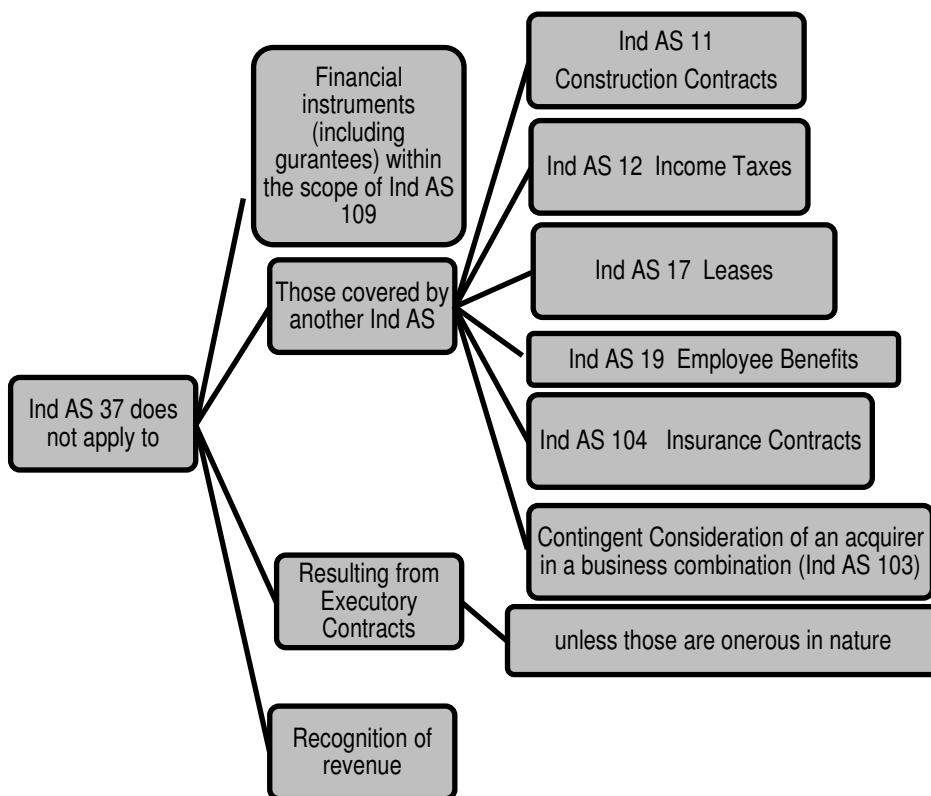 Ind AS 37 does
not apply to
Financial
instruments
(including
gurantees) within
the scope of Ind AS
109
Those covered by
another Ind AS
Ind AS 11
Construction Contracts
Ind AS 12 Income Taxes
Ind AS 17 Leases
Ind AS 19 Employee Benefits
Ind AS 104 Insurance Contracts
Contingent Consideration of an acquirer
in a business combination (Ind AS 103)
Resulting from
Executory
Contracts
unless those are onerous in nature
Recognition of
revenue